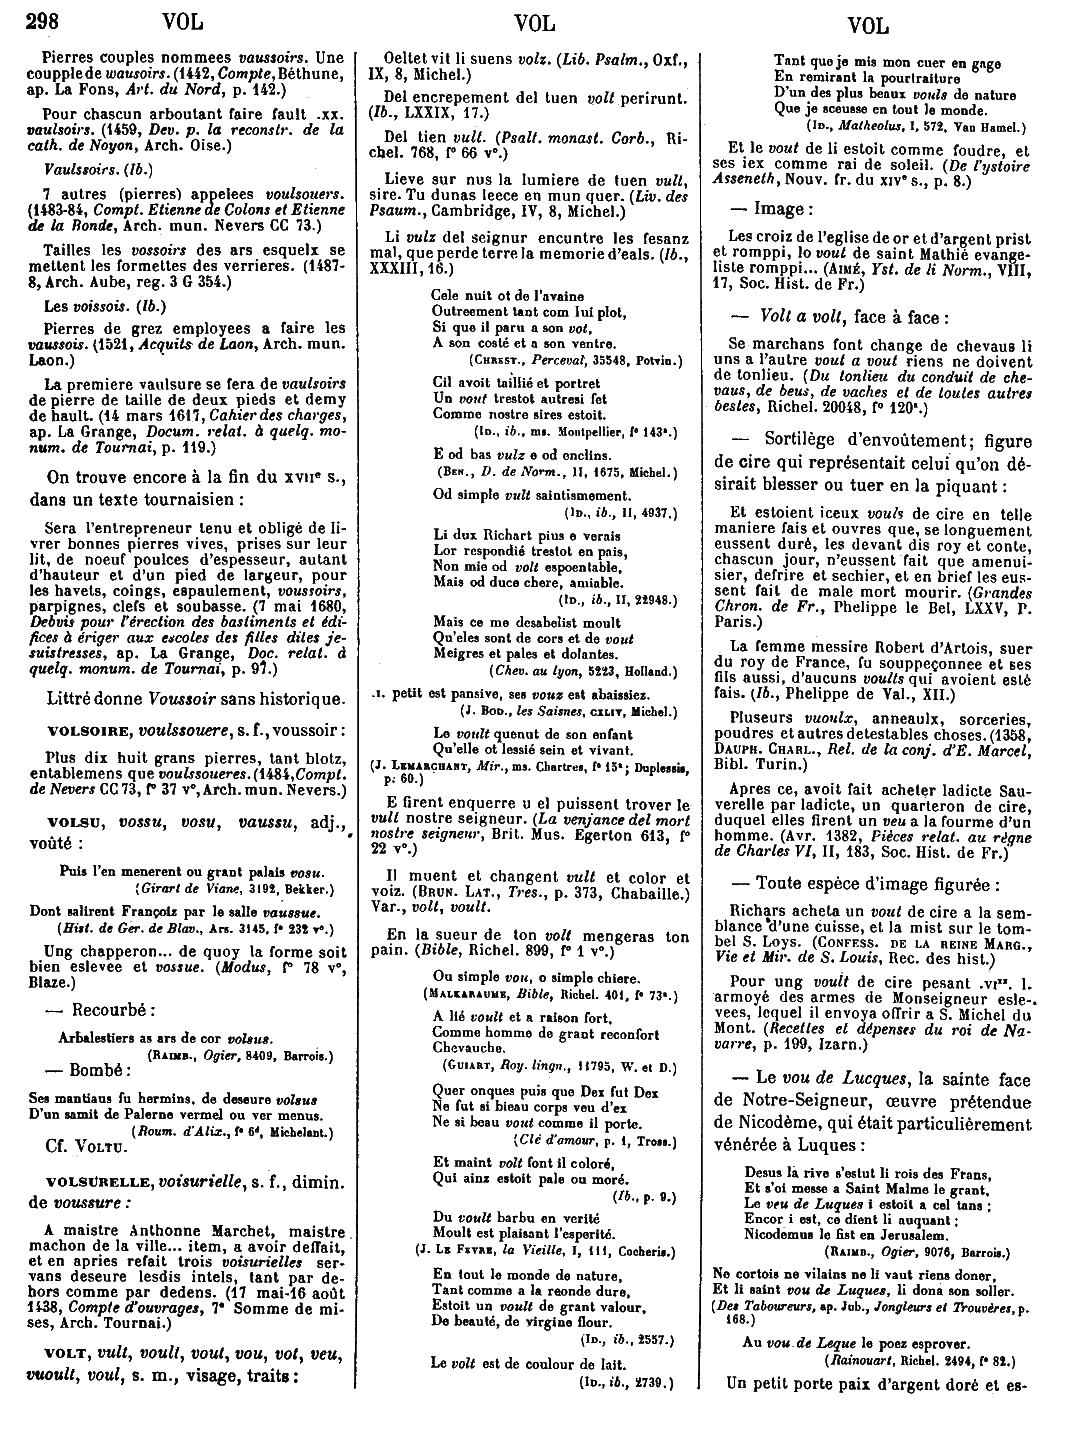 298 VOL VOL VOL
Pierres couples nommees vaussoirs. Une
coupple de wausoirs. (1442, Compte, Béthune,
ap. La Fons, Art. du Nord, p. 142.)
Pour chascun arboutant faire fault .xx.
vaulsoirs. (1459, Dev. p. la reconstr. de la
cath. de Noyon, Arch. Oise.)
Vaulssoirs. (Ib.)
7 autres (pierres) appelees voulsouers.
(1483-84, Compt. Etienne de Colons et Etienne
de la Ronde, Arch. mun. Nevers CC 73.)
Tailles les vossoirs des ars esquelx se
mettent les formettes des verrieres. (1487-
8, Arch. Aube, reg. 3 G 354.)
Les voissois. (Ib.)
Pierres de grez employees a faire les
vaussois. (1521, Acquits de Laon, Arch. mun.
Laon.)
La premiere vaulsure se fera de vaulsoirs
de pierre de taille de deux pieds et demy
de hault. (14 mars 1617, Cahier des charges,
ap. La Grange, Docum. relat. à quelq. mo-
num. de Tournai, p. 119.)
On trouve encore à la fin du XVIIe s.,
dans un texte tournaisien :
Sera l'entrepreneur tenu et obligé de li-
vrer bonnes pierres vives, prises sur leur
lit, de noeuf poulces d'espesseur, autant
d'hauteur et d'un pied de largeur, pour
les havets, coings, espaulement, voussoirs,
parpignes, clefs et soubasse. (7 mai 1680,
Debvis pour l'érection des bastiments et édi-
fices à ériger aux escoles des filles dites je-
suistresses, ap. La Grange, Doc. relat. à
quelq. monum. de Tournai, p. 97.)
Littré donne Voussoir sans historique.
VOLSOIRE, voulssouere, s. f., voussoir :
Plus dix huit grans pierres, tant blotz,
entablemens que voulssoueres. (1484, Compt.
de Nevers CC 73, f° 37 v°, Arch. mun. Nevers.)
VOLSU, vossu, vosu, vaussu, adj.,
voûté :
Puis l'en menerent ou grant palais vosu.
(Girart de Viane, 3192, Bekker.)
Dont salirent Françoiz par le salle vaussue.
(Hist. de Ger. de Blav., Ars. 3145, f° 232 v°.)
Ung chapperon... de quoy la forme soit
bien eslevee et vossue. (Modus, f° 78 v°,
Blaze.)
— Recourbé :
Arbalestiers as ars de cor volsus.
(RAIMB., Ogier, 8409, Barrois.)
— Bombé :
Ses mantiaus fu hermins, de deseure volsus
D'un samit de Palerne vermel ou ver menus.
(Roum. d'Alix., f° 6d, Michelant.)
Cf. VOLTU.
VOLSURELLE, voisurielle, s. f., dimin.
de voussure :
A maistre Anthonne Marchet, maistre
machon de la ville... item, a avoir deffait,
et en apries refait trois voisurielles ser-
vans deseure lesdis intels, tant par de-
hors comme par dedens. (17 mai-16 août
1438, Compte d'ouvrages, 7e Somme de mi-
ses, Arch. Tournai.)
VOLT, vult, voult, vout, vou, vot, veu,
vuoult, voul, s. m., visage, traits :
Oeltet vit li suens volz. (Lib. Psalm., Oxf.,
IX, 8, Michel.)
Del encrepement del tuen volt perirunt.
(Ib., LXXIX, 17.)
Del tien vult. (Psalt. monast. Corb., Ri-
chel. 768, f° 66 v°.)
Lieve sur nus la lumiere de tuen vult,
sire. Tu dunas leece en mun quer. (Liv. des
Psaum., Cambridge, IV, 8, Michel.)
Li vulz del seignur encuntre les fesanz
mal, que perde terre la memorie d'eals. (Ib.,
XXXIII, 16.)
Cele nuit ot de l'avaine
Outreement tant com lui plot,
Si que il paru a son vot,
A son costé et a son ventre.
(CHREST., Perceval, 35548, Potvin.)
Cil avoit taillié et portret
Un vout trestot autresi fet
Comme nostre sires estoit.
(ID., ib., ms. Montpellier, f° 143a.)
E od bas vulz e od enclins.
(BEN., D. de Norm., II, 1675, Michel.)
Od simple vult saintismement.
(ID., ib., II, 4937.)
Li dux Richart pius e verais
Lor respondié trestot en pais,
Non mie od volt espoentable,
Mais od duce chere, amiable.
(ID., ib., II, 22948.)
Mais ce me desabelist moult
Qu'eles sont de cors et de vout
Meigres et pales et dolantes.
(Chev. au lyon, 5223, Holland.)
.I. petit est pansive, ses vouz est abaissiez.
(J. BOD., les Saisnes, CXLIV, Michel.)
Le voult quenut de son enfant
Qu'elle ot lessié sein et vivant.
(J. LEMARCHANT, Mir., ms. Chartres, f° 15a; Duplessis,
p. 60.)
E firent enquerre u el puissent trover le
vult nostre seigneur. (La venjance del mort
nostre seigneur, Brit. Mus. Egerton 613, f°
22 v°.)
Il muent et changent vult et color et
voiz. (BRUN. LAT., Tres., p. 373, Chabaille.)
Var., volt, voult.
En la sueur de ton volt mengeras ton
pain. (Bible, Richel. 899, f° 1 v°.)
Ou simple vou, o simple chiere.
(MALKARAUME, Bible, Richel. 401, f° 73a.)
A lié voult et a raison fort,
Comme homme de grant reconfort
Chevauche.
(GUIART, Roy. lingn., 11795, W. et D.)
Quer onques puis que Dex fut Dex
Ne fut si bieau corps veu d'ex
Ne si beau vout comme il porte.
(Clé d'amour, p. 1, Tross.)
Et maint volt font il coloré,
Qui ainz estoit pale ou moré.
(Ib., p. 9.)
Du voult barbu en verité
Moult est plaisant l'esperité.
(J. LE FEVRE, la Vieille, I, 111, Cocheris.)
En tout le monde de nature,
Tant comme a la reonde dure,
Estoit un voult de grant valour,
De beauté, de virgine flour.
(ID., ib., 2557.)
Le volt est de coulour de lait.
(ID., ib., 2739.)
Tant que je mis mon cuer en gage
En remirant la pourtraiture
D'un des plus beaux vouls de nature
Que je sceusse en tout le monde.
(ID., Matheolus, I, 572, Van Hamel.)
Et le vout de li estoit comme foudre, et
ses iex comme rai de soleil. (De l'ystoire
Asseneth, Nouv. fr. du XIVe s., p. 8.)
— Image :
Les croiz de l'eglise de or et d'argent prist
et romppi, lo vout de saint Mathié evange-
liste romppi... (AIMÉ, Yst. de li Norm., VIII,
17, Soc. Hist. de Fr.)
— Volt a volt, face à face :
Se marchans font change de chevaus li
uns a l'autre vout a vout riens ne doivent
de tonlieu. (Du tonlieu du conduit de che-
vaus, de beus, de vaches et de toutes autres
bestes, Richel. 20048, f° 120a.)
— Sortilège d'envoûtement ; figure
de cire qui représentait celui qu'on dé-
sirait blesser ou tuer en la piquant :
Et estoient iceux vouls de cire en telle
maniere fais et ouvres que, se longuement
eussent duré, les devant dis roy et conte,
chascun jour, n'eussent fait que amenui-
sier, defrire et sechier, et en brief les eus-
sent fait de male mort mourir. (Grandes
Chron. de Fr., Phelippe le Bel, LXXV, P.
Paris.)
La femme messire Robert d'Artois, suer
du roy de France, fu souppeçonnee et ses
fils aussi, d'aucuns voults qui avoient esté
fais. (Ib., Phelippe de Val., XII.)
Pluseurs vuoulx, anneaulx, sorceries,
poudres et autres detestables choses. (1358,
DAUPH. CHARL., Rel. de la conj. d'E. Marcel,
Bibl. Turin.)
Apres ce, avoit fait acheter ladicte Sau-
verelle par ladicte, un quarteron de cire,
duquel elles firent un veu a la fourme d'un
homme. (Avr. 1382, Pièces relat. au règne
de Charles VI, II, 183, Soc. Hist. de Fr.)
— Toute espèce d'image figurée :
Richars acheta un vout de cire a la sem-
blance d'une cuisse, et la mist sur le tom-
bel S. Loys. (CONFESS. DE LA REINE MARG.,
Vie et Mir. de S. Louis, Rec. des hist.)
Pour ung voult de cire pesant .VIxx. l.
armoyé des armes de Monseigneur esle-
vees, lequel il envoya offrir a S. Michel du
Mont. (Recettes et dépenses du roi de Na-
varre, p. 199, Izarn.)
— Le vou de Lucques, la sainte face
de Notre-Seigneur, œuvre prétendue
de Nicodème, qui était particulièrement
vénérée à Luques :
Desus la rive s'estut li rois des Frans,
Et s'oi messe a Saint Malme le grant,
Le veu de Luques i estoit a cel tans ;
Encor i est, ce dient li auquant ;
Nicodemus le fist en Jerusalem.
(RAIMB., Ogier, 9076, Barrois.)
Ne cortois ne vilains ne li vaut riens doner,
Et li saint vou de Luques, li dona son soller.
(Des Taboureurs, ap. Jub., Jongleurs et Trouvères, p.
168.)
Au vou de Leque le poez esprover.
(Rainouart, Richel. 2494, f° 82.)
Un petit porte paix d'argent doré et es-